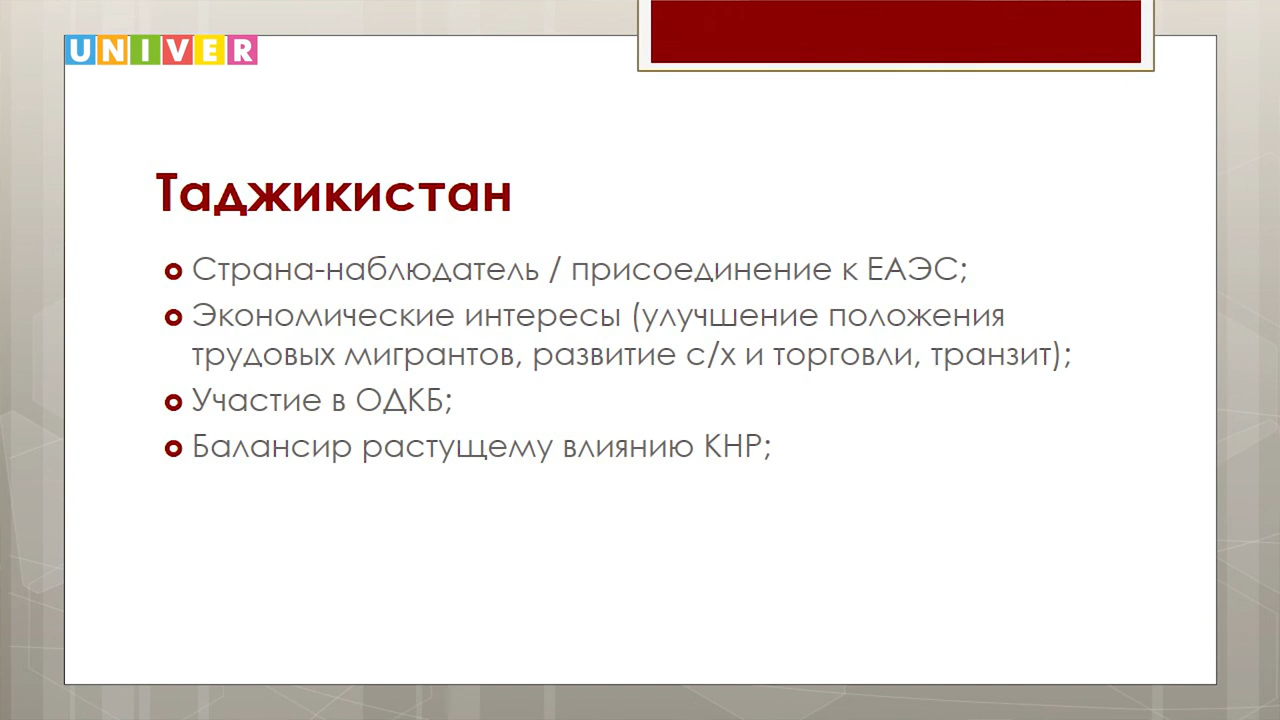 UNIVER
Таджикистан
Страна-наблюдатель / присоединение к ЕАЭС;
Экономические интересы (улучшение положения
трудовых мигрантов, развитие с/х и торговли, транзит);
Участие в ОДКБ;
Балансир растущему влиянию КНР;